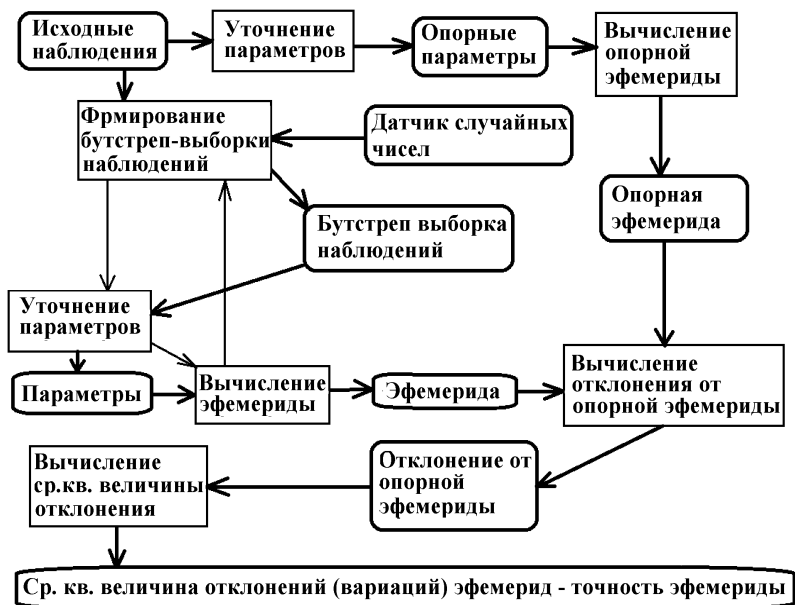 Исходные
наблюдения
Уточнение
параметров
Опорные
параметры
Вычисление
опорной
эфемериды
Фрмирование
бутстреп-выборки
наблюдений
Датчик случайных
чисел
Опорная
эфемерида
Бутстреп выборка
наблюдений
Уточнение
параметров
Параметры
Вычисление
эфемериды
Эфемерида
Вычисление
отклонения от
опорной эфемериды
Вычисление
ср.кв. величины
отклонения
Отклонение от
опорной
эфемериды
Ср. кв. величина отклонений (вариаций) эфемерид - точность эфемериды